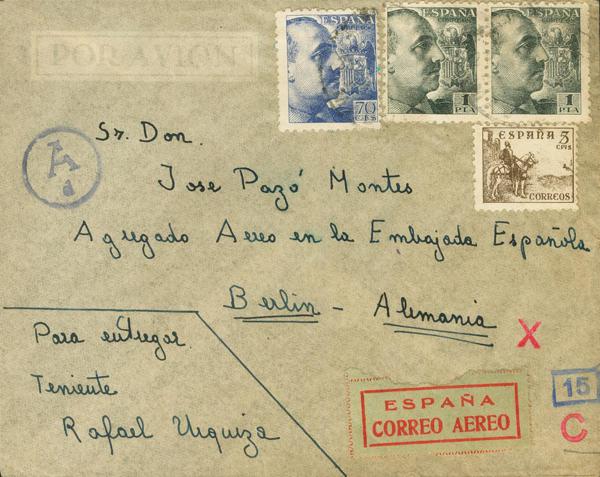 POR AVION
ESPAÑA
CORREOS
70
CTS
ESPAÑA
CORREOS
1
PTA
ESPAÑA
CORREOS
1
PTA
ESPAÑA 5
CTS
CORREOS
A
d
Sr. Don.
Jose Pazó Montes
Agregado Aereo en la Embajada Española
Berlin - Alemania
X
Para entregar
Teniente
Rafael Urquiza
ESPAÑA
CORREO AEREO
15
C